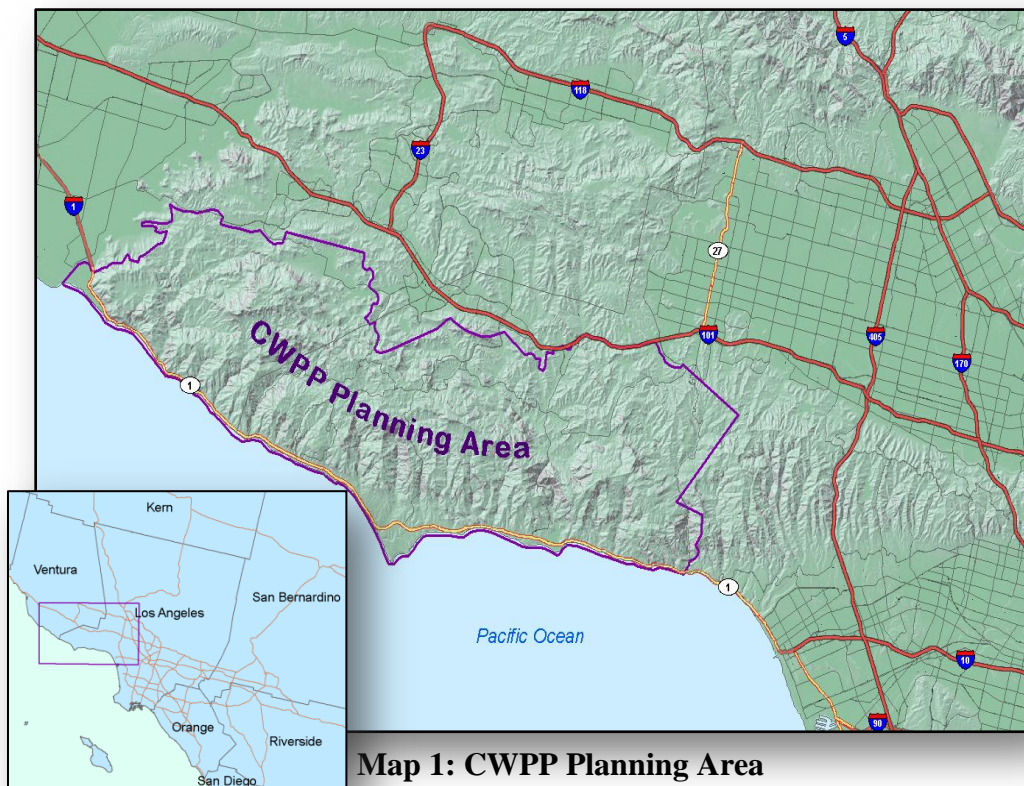 5
118
23
1
27
101
405
170
CWPP Planning Area
1
1
Pacific Ocean
10
90
Kern
Ventura
San Bernardino
Los Angeles
Orange
Riverside
San Diego
Map 1: CWPP Planning Area